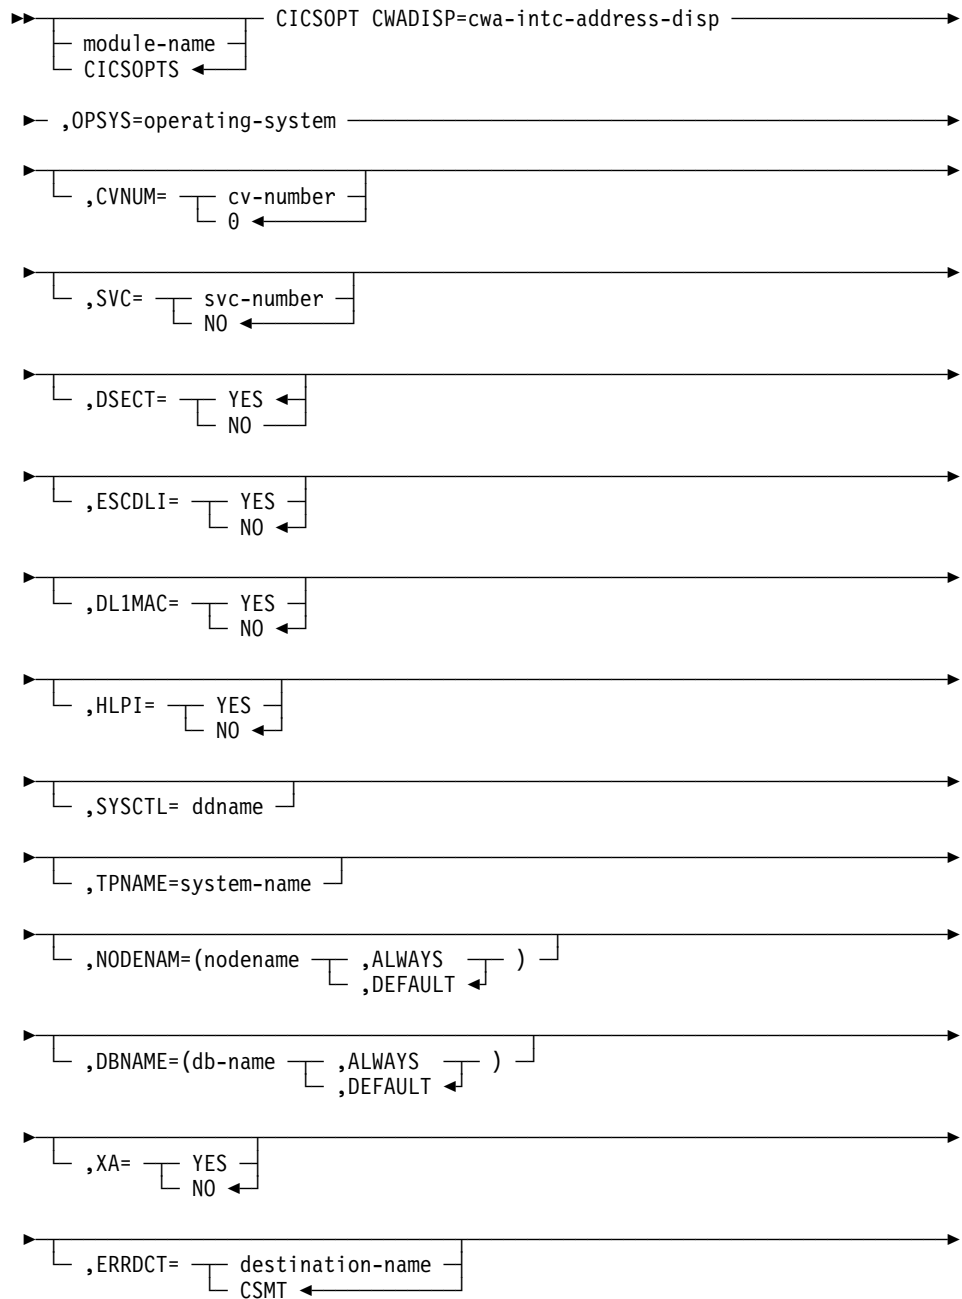 CICSOPT CWADISP=cwa-intc-address-disp
module-name
CICSOPTS
,OPSYS=operating-system
,CVNUM= cv-number
0
,SVC= svc-number
NO
,DSECT= YES
NO
,ESCDLI= YES
NO
,DL1MAC= YES
NO
,HLPI= YES
NO
,SYSCTL= ddname
,TPNAME=system-name
,NODENAM=(nodename ,ALWAYS )
,DEFAULT
,DBNAME=(db-name ,ALWAYS )
,DEFAULT
,XA= YES
NO
,ERRDCT= destination-name
CSMT